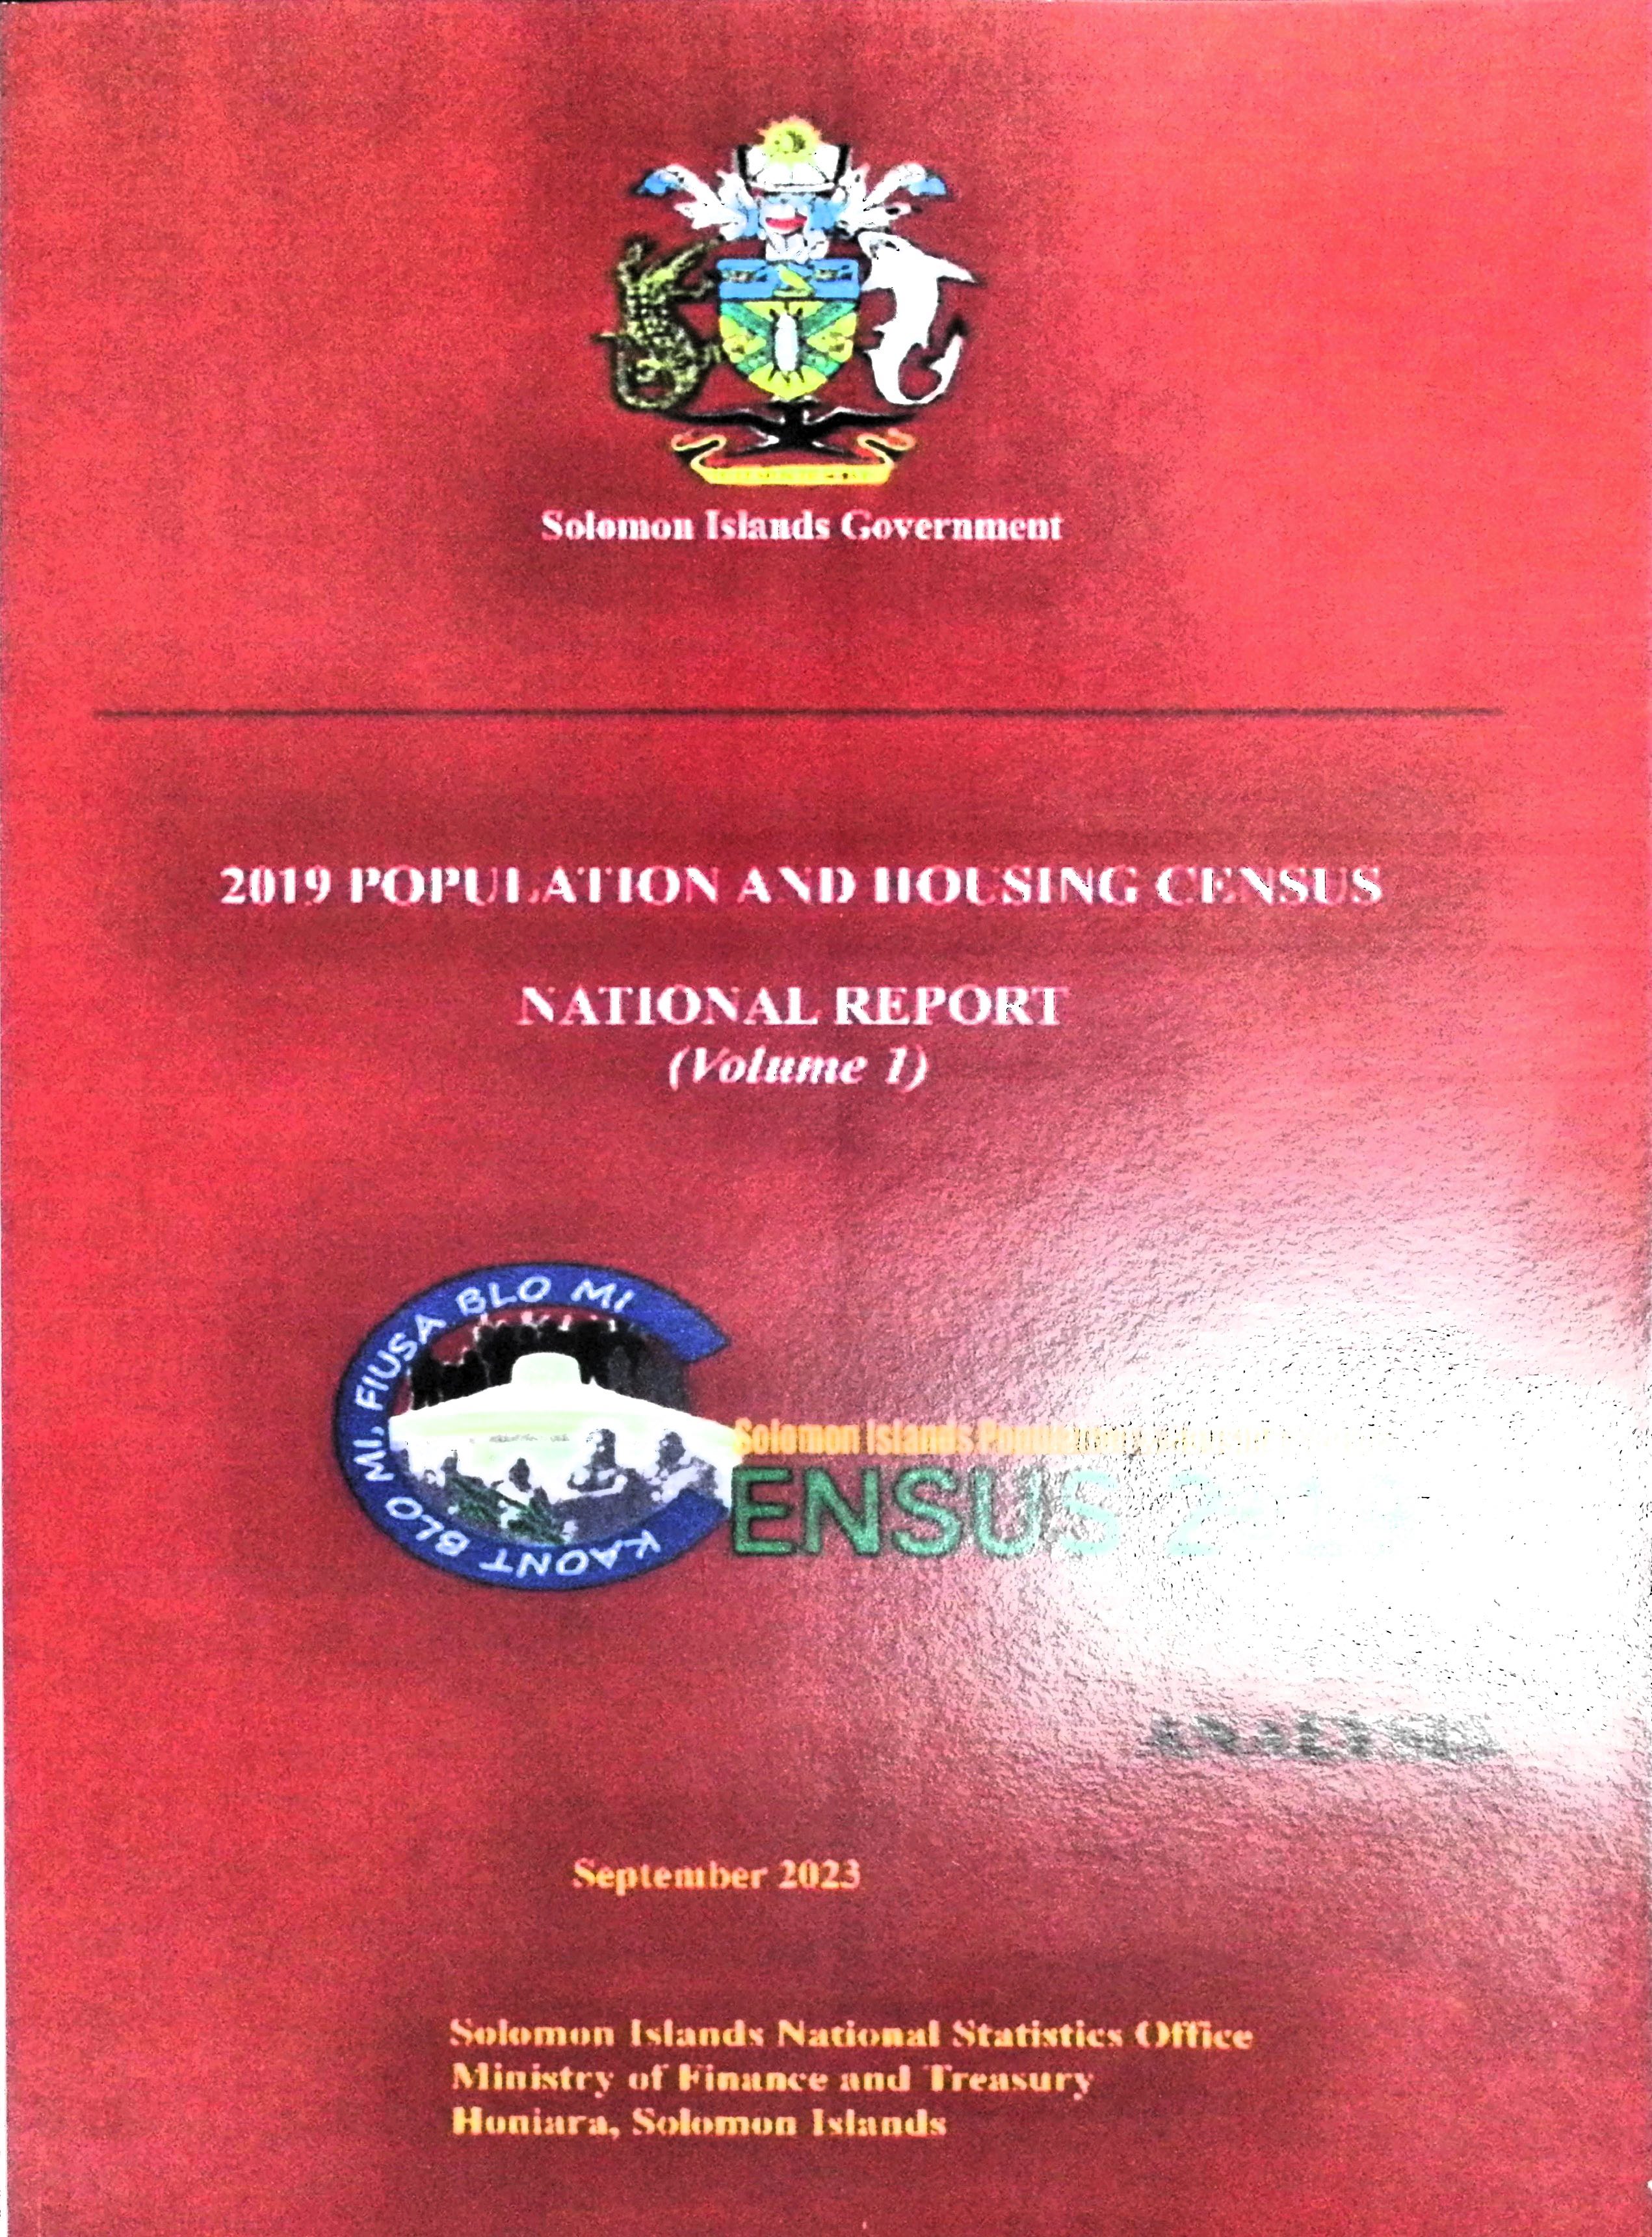 Solomon Islands Government
2019 POPULATION AND HOUSING CENSUS
NATIONAL REPORT
(Volume 1)
KAONT BLO MI, FIUSA BLO MI
Solomon Islands
ENSUS
September 2023
Solomon Islands National Statistics Office
Ministry of Finance and Treasury
Honiara, Solomon Islands